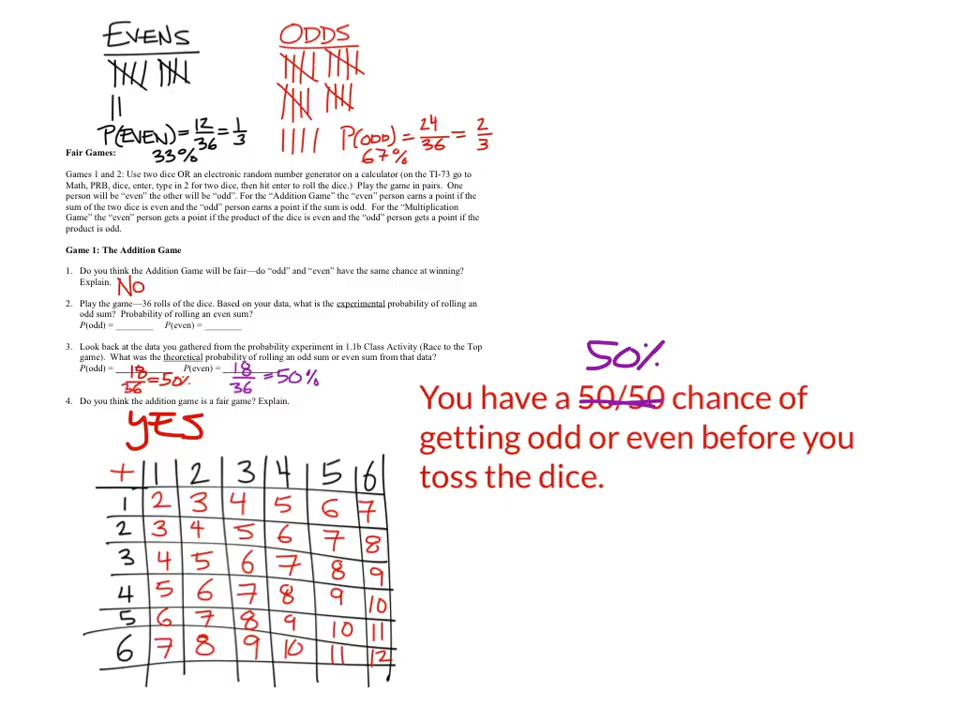 EVENS
ODDS
P(EVEN) = 12/36 = 1/3
33%
P(ODD) = 24/36 = 2/3
67%
Fair Games:
Games 1 and 2: Use two dice OR an electronic random number generator on a calculator (on the TI-73 go to
Math, PRB, dice, enter, type in 2 for two dice, then hit enter to roll the dice.) Play the game in pairs. One
person will be “even” the other will be “odd”. For the “Addition Game” the “even” person earns a point if the
sum of the two dice is even and the “odd” person earns a point if the sum is odd. For the “Multiplication
Game” the “even” person gets a point if the product of the dice is even and the “odd” person gets a point if the
product is odd.
Game 1: The Addition Game
1. Do you think the Addition Game will be fair—do “odd” and “even” have the same chance at winning?
Explain. NO
2. Play the game—36 rolls of the dice. Based on your data, what is the experimental probability of rolling an
odd sum? Probability of rolling an even sum?
P(odd) = ________ P(even) = ________
3. Look back at the data you gathered from the probability experiment in 1.1b Class Activity (Race to the Top
game). What was the theoretical probability of rolling an odd sum or even sum from that data?
P(odd) = 18/36 = 50% P(even) = 18/36 = 50%
4. Do you think the addition game is a fair game? Explain.
YES
50%
You have a 50/50 chance of
getting odd or even before you
toss the dice.
+ 1 2 3 4 5 6
1 2 3 4 5 6 7
2 3 4 5 6 7 8
3 4 5 6 7 8 9
4 5 6 7 8 9 10
5 6 7 8 9 10 11
6 7 8 9 10 11 12